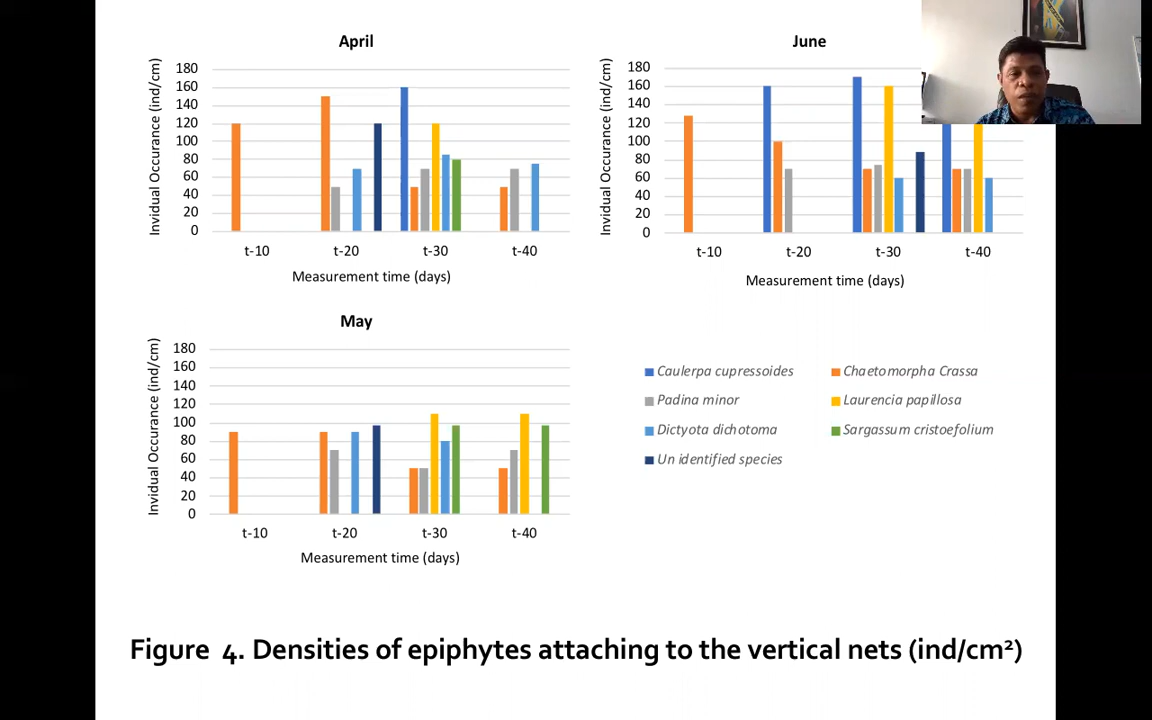 April
Invidual Occurance (ind/cm)
180
160
140
120
100
80
60
40
20
0
t-10 t-20 t-30 t-40
Measurement time (days)
June
Invidual Occurance (ind/cm)
180
160
140
120
100
80
60
40
20
0
t-10 t-20 t-30 t-40
Measurement time (days)
May
Invidual Occurance (ind/cm)
180
160
140
120
100
80
60
40
20
0
t-10 t-20 t-30 t-40
Measurement time (days)
Caulerpa cupressoides Chaetomorpha Crassa
Padina minor Laurencia papillosa
Dictyota dichotoma Sargassum cristoefolium
Un identified species
Figure 4. Densities of epiphytes attaching to the vertical nets (ind/cm²)